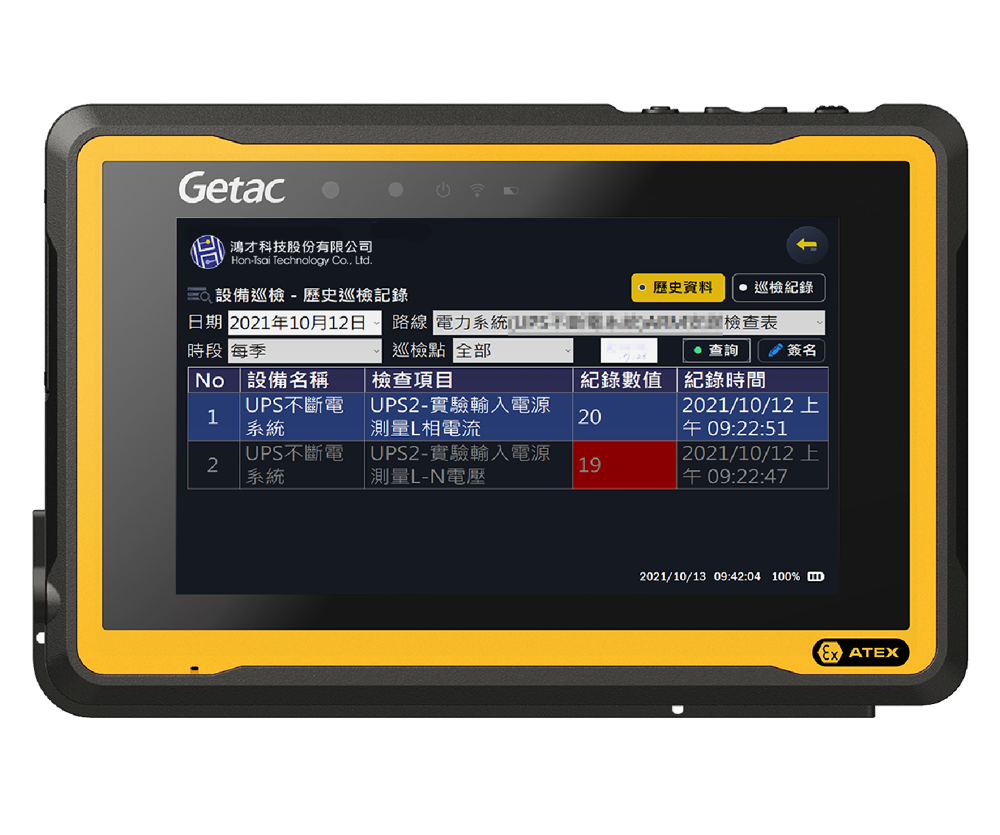 Getac
鴻才科技股份有限公司
Hon-Tsai Technology Co., Ltd.
設備巡檢 - 歷史巡檢記錄
歷史資料
巡檢紀錄
日期 2021年10月12日 路線 電力系統 檢查表
時段 每季 巡檢點 全部 查詢 簽名
No 設備名稱 檢查項目 紀錄數值 紀錄時間
1 UPS不斷電系統 UPS2-實驗輸入電源測量L相電流 20 2021/10/12 上午 09:22:51
2 UPS不斷電系統 UPS2-實驗輸入電源測量L-N電壓 19 2021/10/12 上午 09:22:47
2021/10/13 09:42:04 100%
Ex ATEX